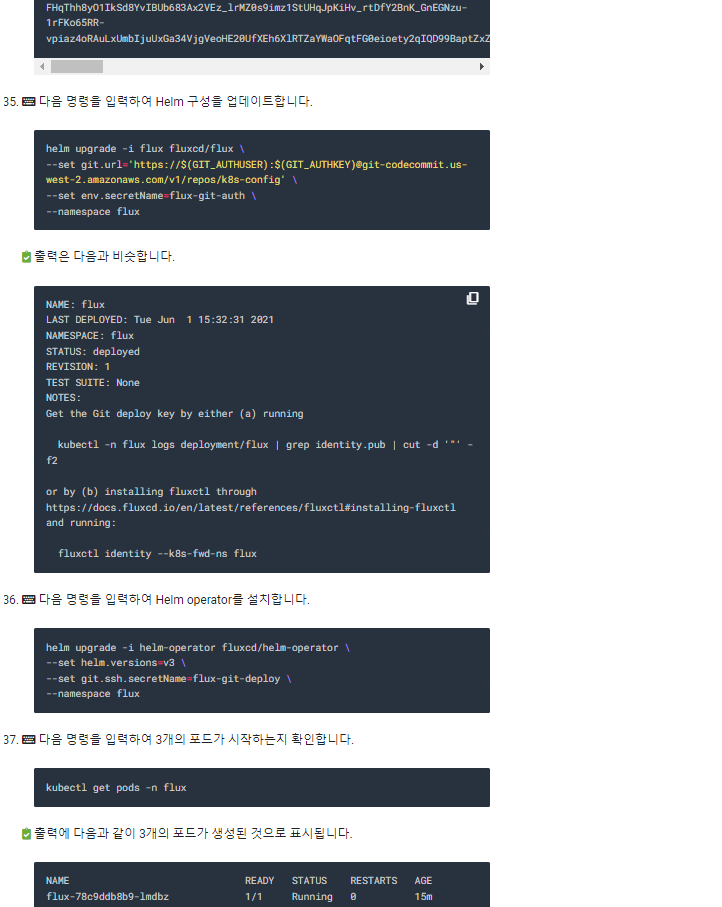 FHqThh8yO1IkSd8YvIBUb683Ax2VEz_lrMZ0s9imz1StUHqJpKiHv_rtDfY2BnK_GnEGNzu-
1rFKo65RR-
vpiaz4oRAuLxUmbIjuUxGa34VjgVeoHE20UfXEh6XlRTZaYWaOFqtFG0eioety2qIQD99BaptZxZ
35. 다음 명령을 입력하여 Helm 구성을 업데이트합니다.
helm upgrade -i flux fluxcd/flux \
--set git.url='https://$(GIT_AUTHUSER):$(GIT_AUTHKEY)@git-codecommit.us-
west-2.amazonaws.com/v1/repos/k8s-config' \
--set env.secretName=flux-git-auth \
--namespace flux
출력은 다음과 비슷합니다.
NAME: flux
LAST DEPLOYED: Tue Jun  1 15:32:31 2021
NAMESPACE: flux
STATUS: deployed
REVISION: 1
TEST SUITE: None
NOTES:
Get the Git deploy key by either (a) running
kubectl -n flux logs deployment/flux | grep identity.pub | cut -d '"' -
f2
or by (b) installing fluxctl through
https://docs.fluxcd.io/en/latest/references/fluxctl#installing-fluxctl
and running:
fluxctl identity --k8s-fwd-ns flux
36. 다음 명령을 입력하여 Helm operator를 설치합니다.
helm upgrade -i helm-operator fluxcd/helm-operator \
--set helm.versions=v3 \
--set git.ssh.secretName=flux-git-deploy \
--namespace flux
37. 다음 명령을 입력하여 3개의 포드가 시작하는지 확인합니다.
kubectl get pods -n flux
출력에 다음과 같이 3개의 포드가 생성된 것으로 표시됩니다.
NAME READY STATUS RESTARTS AGE
flux-78c9ddb8b9-lmdbz 1/1 Running 0 15m